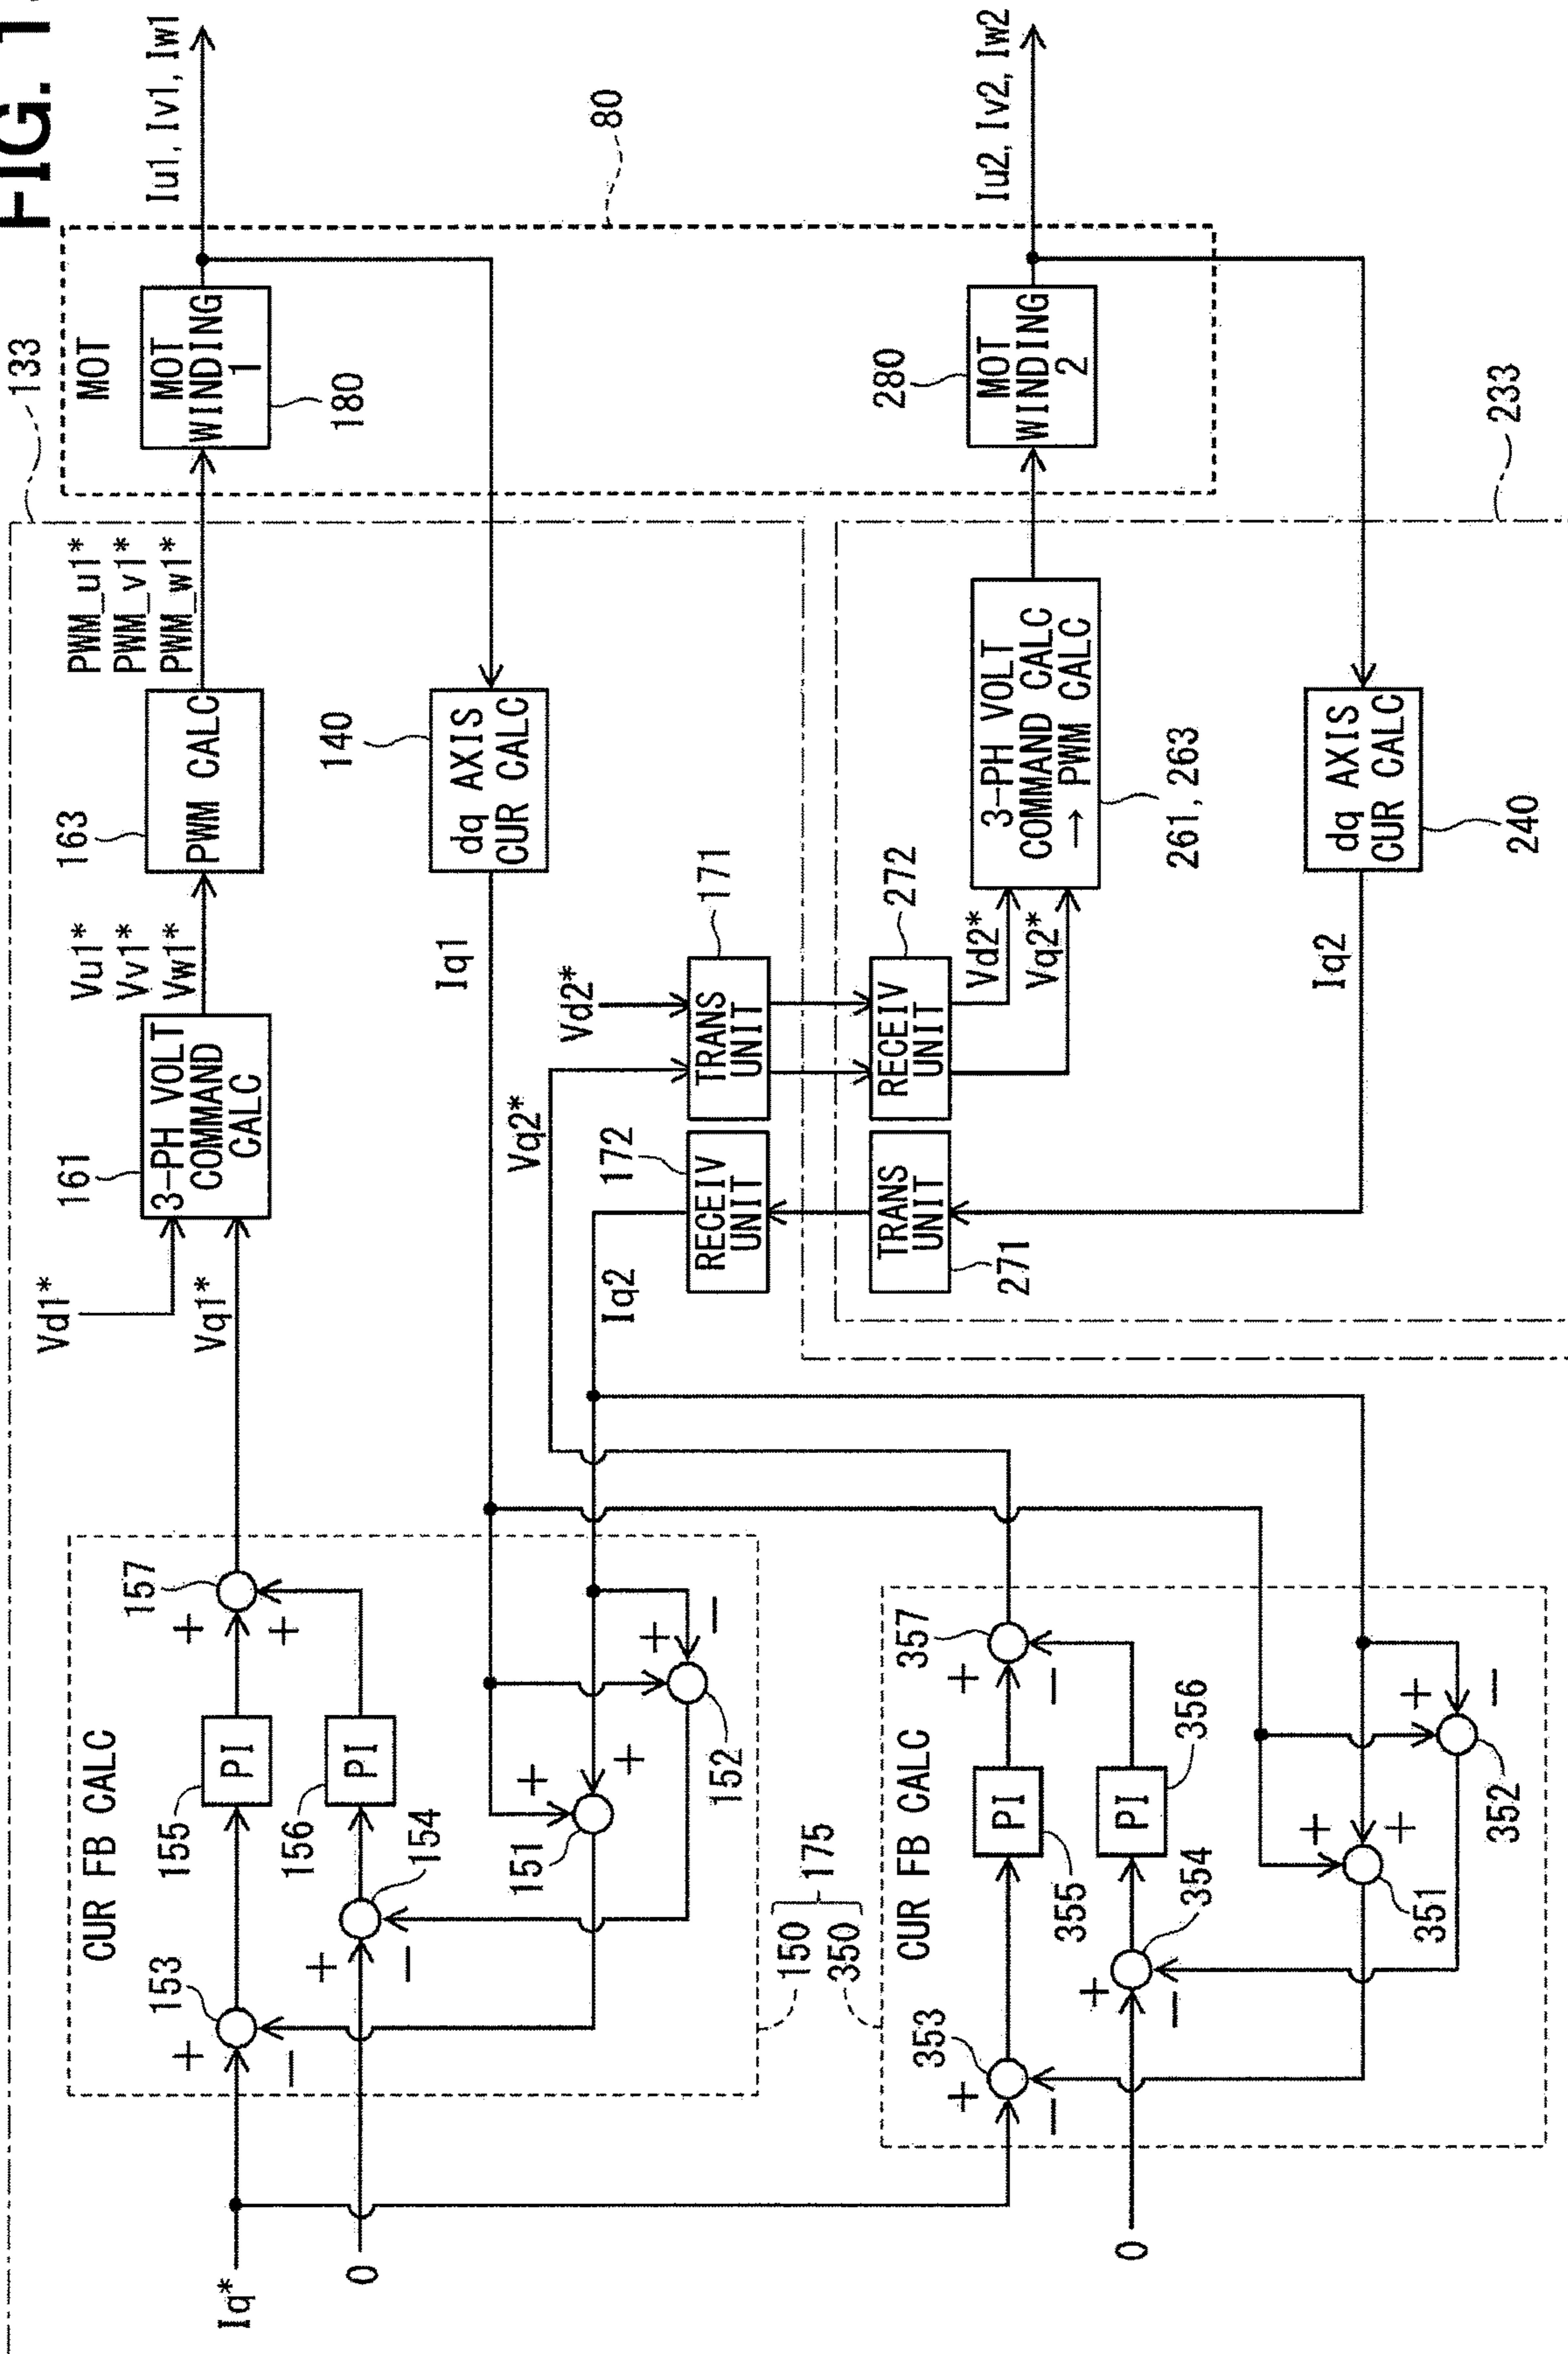 FIG. 1
133
MOT
Iu1, Iv1, Iw1
MOT
WINDING
1
180
80
PWM_u1*
PWM_v1*
PWM_w1*
163
PWM CALC
Vu1*
Vv1*
Vw1*
161
3-PH VOLT
COMMAND
CALC
Vd1*
Vq1*
140
dq AXIS
CUR CALC
Iq1
CUR FB CALC
157
+
+
155
PI
156
PI
153
+
−
154
+
−
151
+
+
152
+
−
Iq*
0
150
350
175
Vq2*
Vd2*
171
TRANS
UNIT
172
RECEIV
UNIT
Iq2
272
RECEIV
UNIT
TRANS
UNIT
271
Vd2*
Vq2*
3-PH VOLT
COMMAND CALC
→ PWM CALC
261, 263
280
MOT
WINDING
2
Iu2, Iv2, Iw2
233
dq AXIS
CUR CALC
240
Iq2
CUR FB CALC
357
+
−
PI
355
PI
356
353
+
−
354
+
−
351
+
+
352
+
−
0